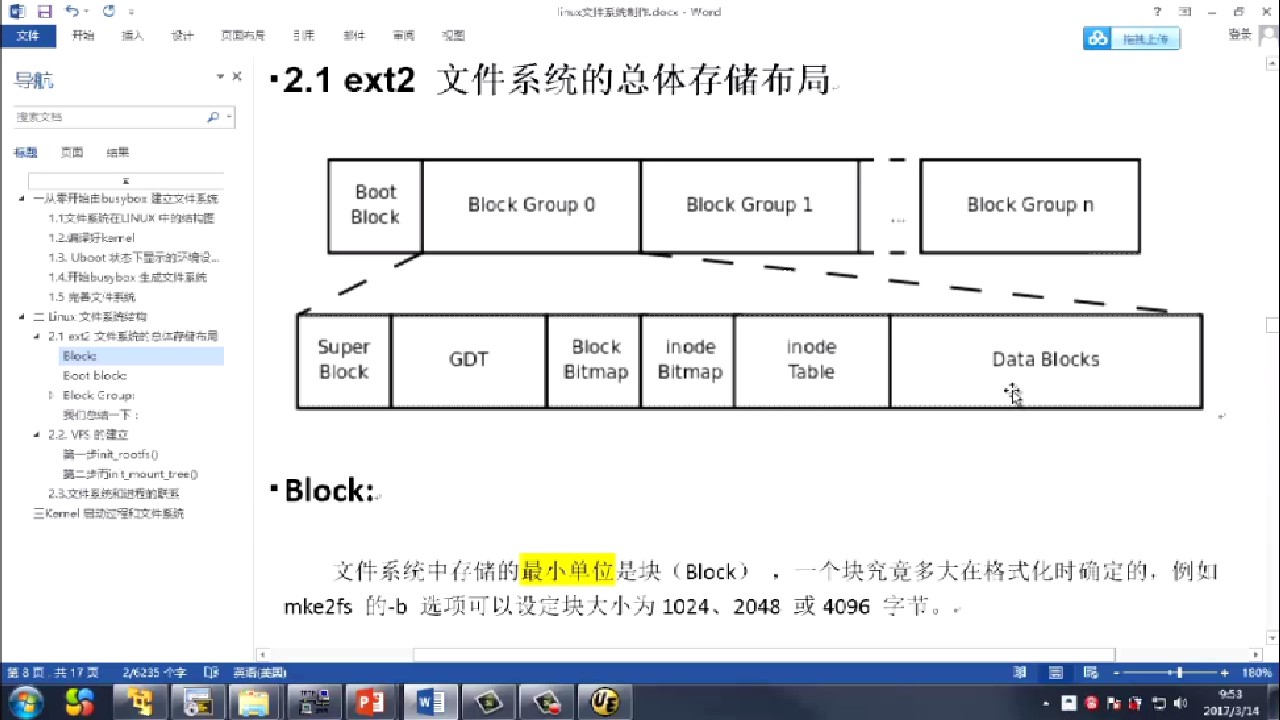 linux文件系统制作.docx - Word
文件 开始 插入 设计 页面布局 引用 邮件 审阅 视图
拖拽上传
登录
导航
搜索文档
标题 页面 结果
一从零开始由busybox 建立文件系统
1.1文件系统在LINUX 中的结构图
1.2.编译好kernel
1.3. Uboot 状态下显示的环境设...
1.4.开始busybox 生成文件系统
1.5 完善文件系统
二 Linux 文件系统结构
2.1 ext2 文件系统的总体存储布局
Block:
Boot block:
Block Group:
我们总结一下：
2.2. VFS 的建立
第一步init_rootfs()
第二步而init_mount_tree()
2.3.文件系统和进程的联系
三Kernel 启动过程和文件系统
2.1 ext2 文件系统的总体存储布局
Boot
Block
Block Group 0
Block Group 1
...
Block Group n
Super
Block
GDT
Block
Bitmap
inode
Bitmap
inode
Table
Data Blocks
Block:
文件系统中存储的最小单位是块（Block），一个块究竟多大在格式化时确定的，例如
mke2fs 的-b 选项可以设定块大小为 1024、2048 或 4096 字节。
第 8 页，共 17 页 2/6235 个字 英语(美国)
180%
9:53
2017/3/14